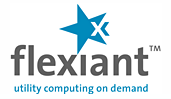 X
flexiant™
utility computing on demand